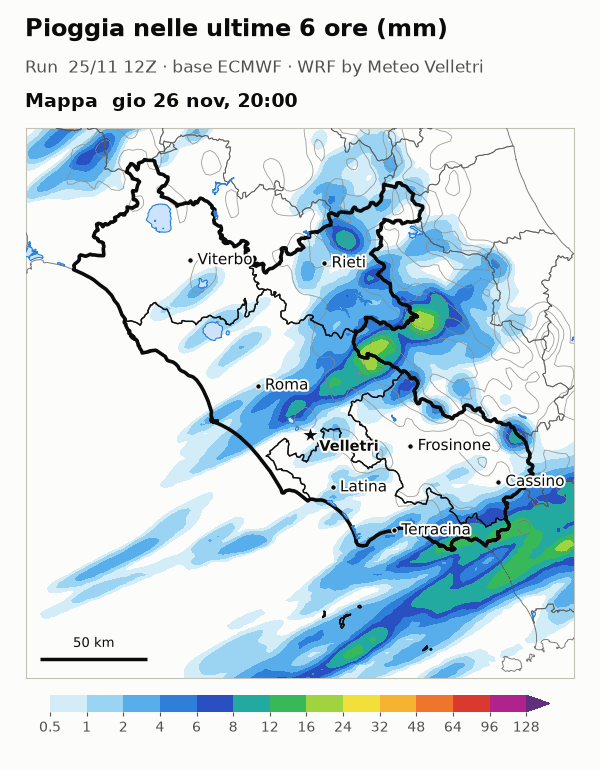 Pioggia nelle ultime 6 ore (mm)
Run  25/11 12Z · base ECMWF · WRF by Meteo Velletri
Mappa  gio 26 nov, 20:00
Viterbo
Rieti
Roma
Velletri
Frosinone
Cassino
Latina
Terracina
50 km
0.5 1 2 4 6 8 12 16 24 32 48 64 96 128